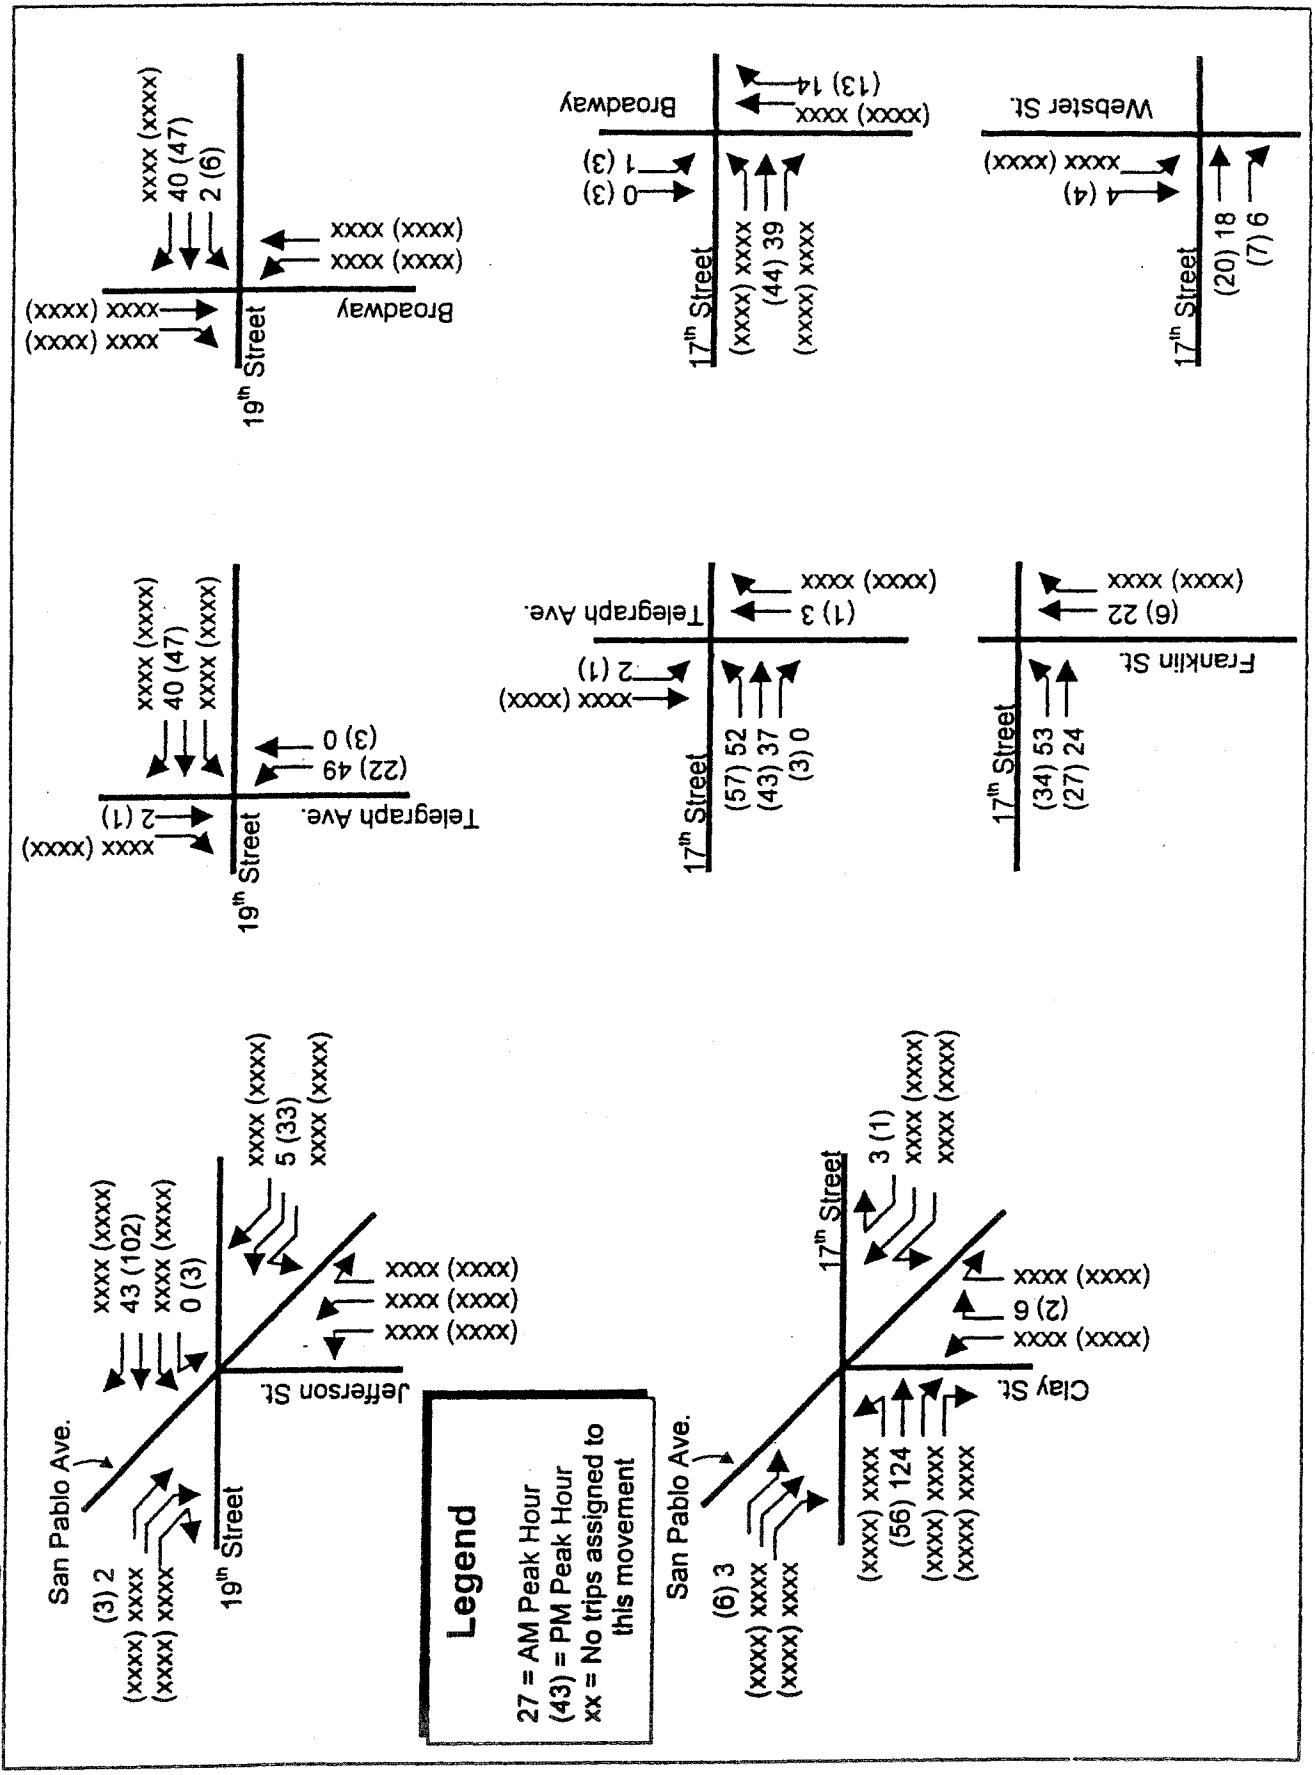 San Pablo Ave.
xxxx (xxxx)
43 (102)
xxxx (xxxx)
0 (3)
(3) 2
(xxxx) xxxx
(xxxx) xxxx
19th Street
xxxx (xxxx)
5 (33)
xxxx (xxxx)
(xxxx) xxxx
(xxxx) xxxx
(xxxx) xxxx
Jefferson St.
xxxx (xxxx)
40 (47)
xxxx (xxxx)
2 (1)
xxxx (xxxx)
19th Street
(3) 0
(22) 49
Telegraph Ave.
xxxx (xxxx)
40 (47)
2 (6)
xxxx (xxxx)
xxxx (xxxx)
19th Street
(xxxx) xxxx
(xxxx) xxxx
Broadway
Legend
27 = AM Peak Hour
(43) = PM Peak Hour
xx = No trips assigned to
this movement
San Pablo Ave.
(6) 3
(xxxx) xxxx
(xxxx) xxxx
17th Street
3 (1)
xxxx (xxxx)
xxxx (xxxx)
(xxxx) xxxx
(56) 124
(xxxx) xxxx
(xxxx) xxxx
(xxxx) xxxx
(2) 6
(xxxx) xxxx
Clay St.
Telegraph Ave.
2 (1)
xxxx (xxxx)
17th Street
(57) 52
(43) 37
(3) 0
(xxxx) xxxx
(1) 3
Broadway
1 (3)
0 (3)
17th Street
(xxxx) xxxx
(44) 39
(xxxx) xxxx
(13) 14
(xxxx) xxxx
17th Street
(34) 53
(27) 24
(xxxx) xxxx
(6) 22
Franklin St.
Webster St.
xxxx (xxxx)
4 (4)
17th Street
(20) 18
(7) 6